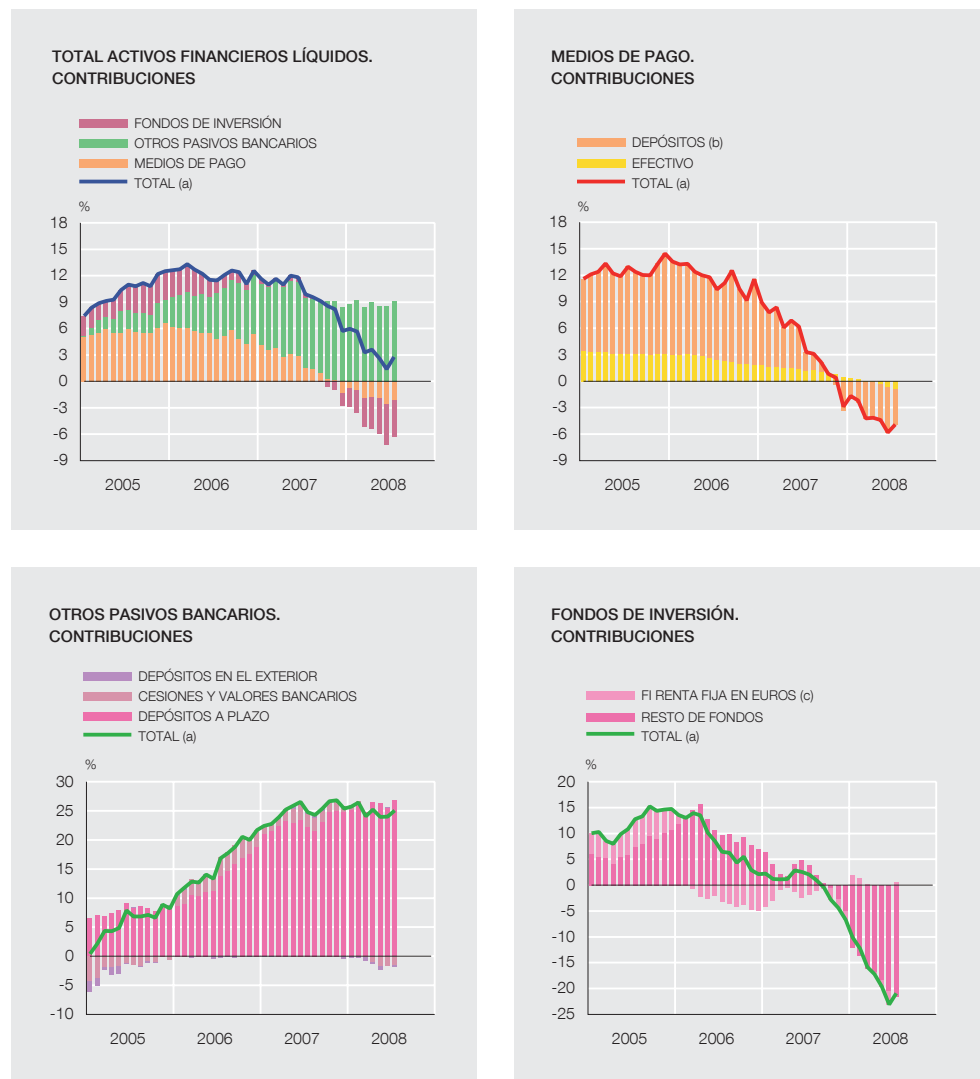 TOTAL ACTIVOS FINANCIEROS LÍQUIDOS.
CONTRIBUCIONES
FONDOS DE INVERSIÓN
OTROS PASIVOS BANCARIOS
MEDIOS DE PAGO
TOTAL (a)
%
18
15
12
9
6
3
0
-3
-6
-9
2005 2006 2007 2008
MEDIOS DE PAGO.
CONTRIBUCIONES
DEPÓSITOS (b)
EFECTIVO
TOTAL (a)
%
18
15
12
9
6
3
0
-3
-6
-9
2005 2006 2007 2008
OTROS PASIVOS BANCARIOS.
CONTRIBUCIONES
DEPÓSITOS EN EL EXTERIOR
CESIONES Y VALORES BANCARIOS
DEPÓSITOS A PLAZO
TOTAL (a)
%
30
25
20
15
10
5
0
-5
-10
2005 2006 2007 2008
FONDOS DE INVERSIÓN.
CONTRIBUCIONES
FI RENTA FIJA EN EUROS (c)
RESTO DE FONDOS
TOTAL (a)
%
20
15
10
5
0
-5
-10
-15
-20
-25
2005 2006 2007 2008